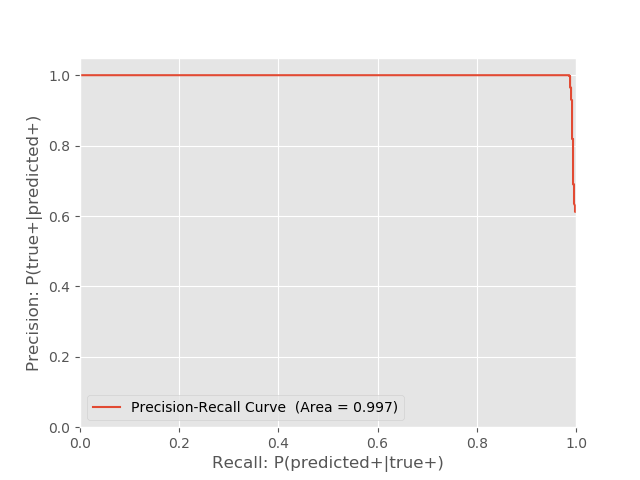 1.0
0.8
0.6
0.4
0.2
0.0
Precision: P(true+|predicted+)
Precision-Recall Curve  (Area = 0.997)
0.0 0.2 0.4 0.6 0.8 1.0
Recall: P(predicted+|true+)